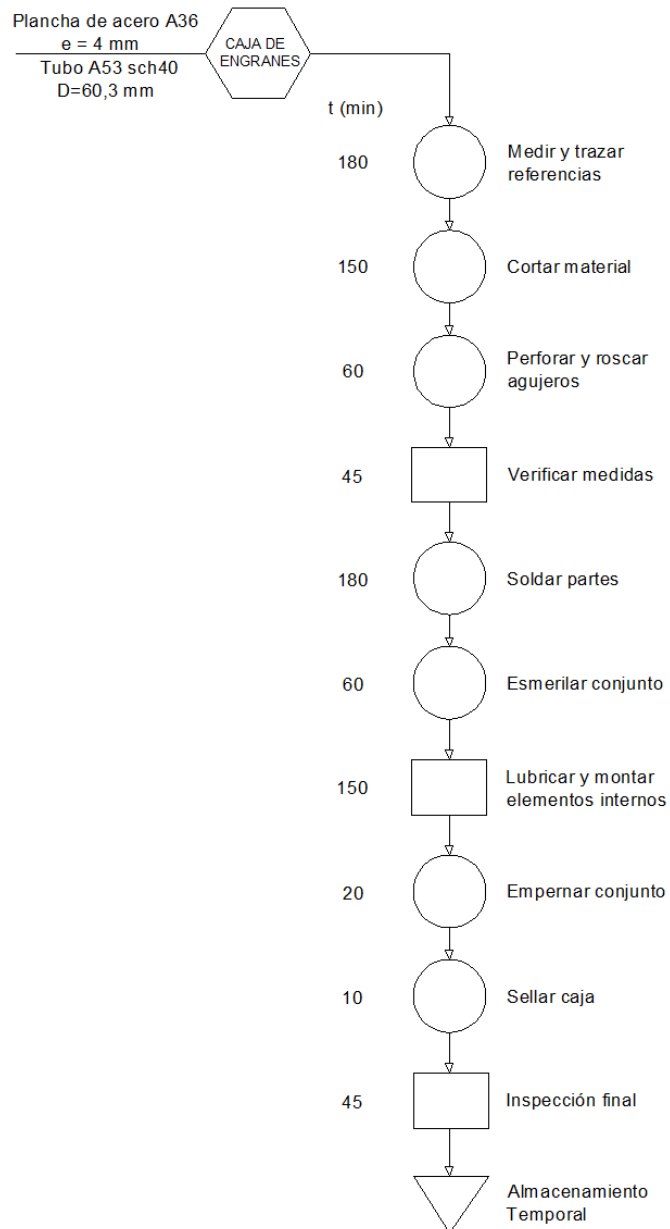 Plancha de acero A36
e = 4 mm
Tubo A53 sch40
D=60,3 mm
CAJA DE
ENGRANES
t (min)
180
Medir y trazar
referencias
150
Cortar material
60
Perforar y roscar
agujeros
45
Verificar medidas
180
Soldar partes
60
Esmerilar conjunto
150
Lubricar y montar
elementos internos
20
Empernar conjunto
10
Sellar caja
45
Inspección final
Almacenamiento
Temporal